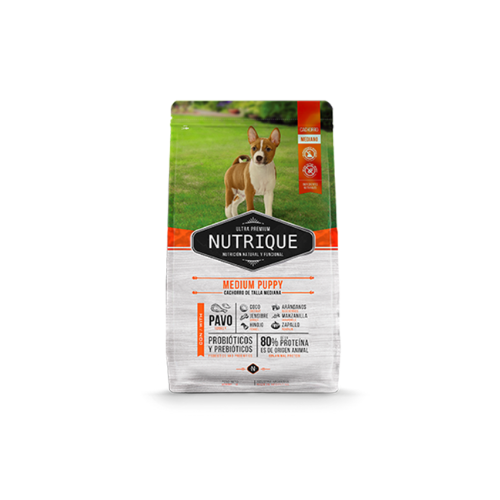 CACHORRO
MEDIANO
ULTRA PREMIUM
NUTRIQUE
NUTRICIÓN NATURAL Y FUNCIONAL
MEDIUM PUPPY
CACHORRO DE TALLA MEDIANA
CON
PAVO
COCO
JENGIBRE
HINOJO
ARÁNDANOS
MANZANILLA
ZAPALLO
PROBIÓTICOS
Y PREBIÓTICOS
80% DE LA PROTEÍNA
ES DE ORIGEN ANIMAL
N